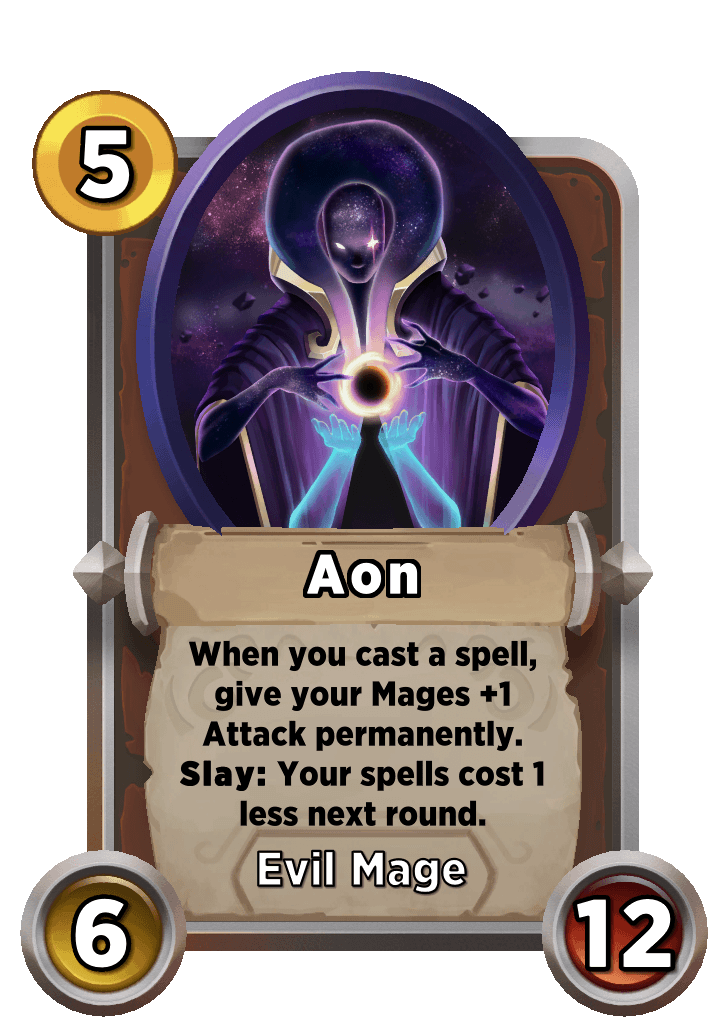 5
Aon
When you cast a spell,
give your Mages +1
Attack permanently.
Slay: Your spells cost 1
less next round.
Evil Mage
6
12